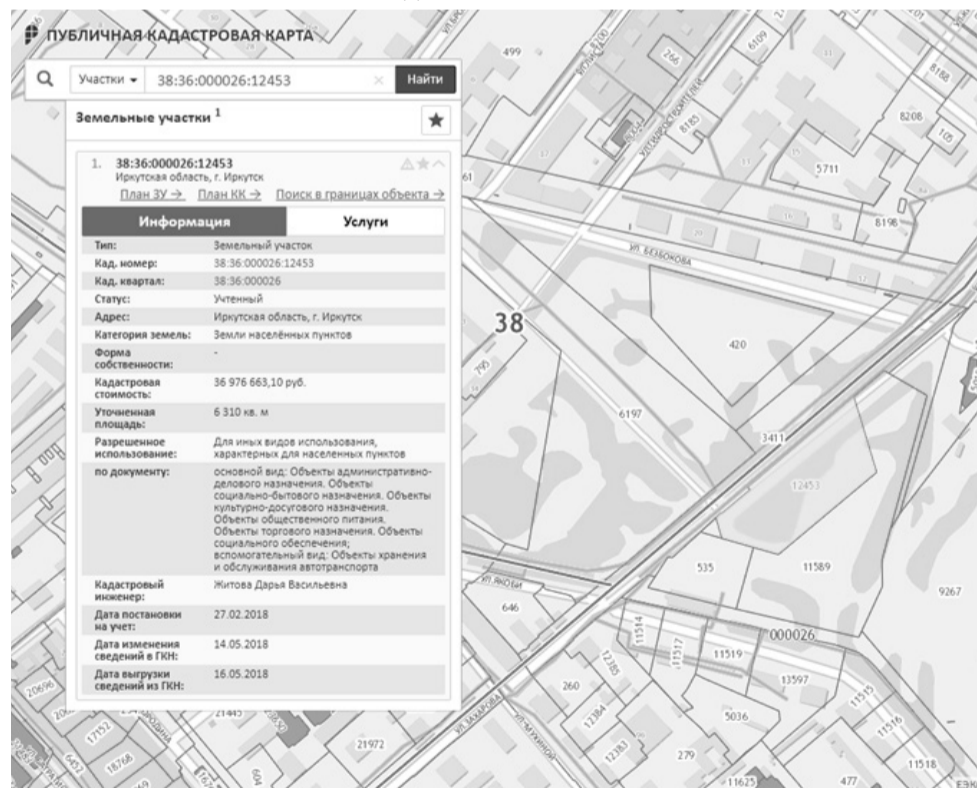 ПУБЛИЧНАЯ КАДАСТРОВАЯ КАРТА
Участки
38:36:000026:12453
×
Найти
Земельные участки 1
1. 38:36:000026:12453
Иркутская область, г. Иркутск
План ЗУ → План КК → Поиск в границах объекта →
Информация Услуги
Тип: Земельный участок
Кад. номер: 38:36:000026:12453
Кад. квартал: 38:36:000026
Статус: Учтенный
Адрес: Иркутская область, г. Иркутск
Категория земель: Земли населённых пунктов
Форма собственности: -
Кадастровая стоимость: 36 976 663,10 руб.
Уточненная площадь: 6 310 кв. м
Разрешенное использование: Для иных видов использования,
характерных для населенных пунктов
по документу: основной вид: Объекты административно-
делового назначения. Объекты
социально-бытового назначения. Объекты
культурно-досугового назначения.
Объекты общественного питания.
Объекты торгового назначения. Объекты
социального обеспечения;
вспомогательный вид: Объекты хранения
и обслуживания автотранспорта
Кадастровый инженер: Житова Дарья Васильевна
Дата постановки на учет: 27.02.2018
Дата изменения сведений в ГКН: 14.05.2018
Дата выгрузки сведений из ГКН: 16.05.2018
499
266
6109
8188
8208
105
8185
5711
8198
УЛ. БЕЗБОКОВА
38
420
795
6197
3411
12453
535
11589
9267
УЛ. ЯКОБИ
646
000026
11514
11517
11519
13597
11515
11516
11518
12385
260
12384
12383
5036
279
11625
477
УЛ. ЗАХАРОВА
УЛ. МУХИНОЙ
21445
21972
604
20696
17152
6452
18768